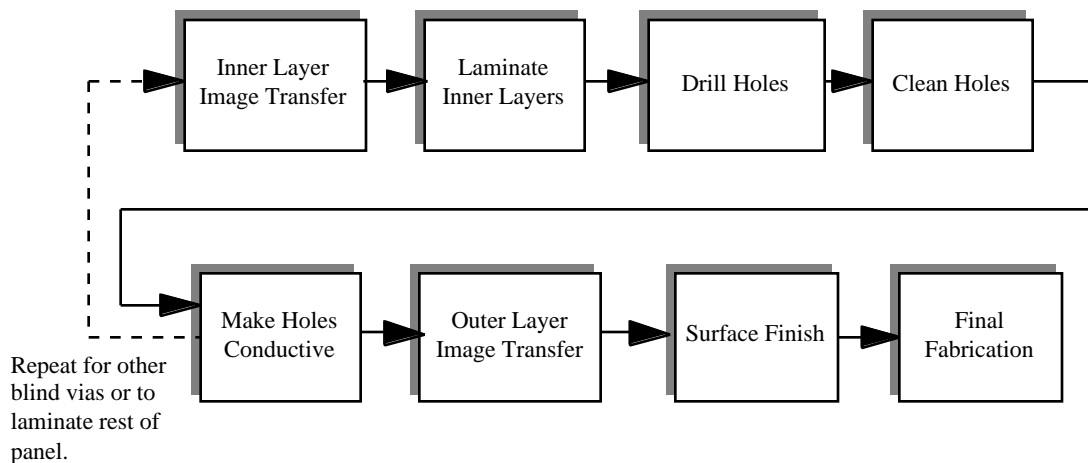 Inner Layer
Image Transfer
Laminate
Inner Layers
Drill Holes
Clean Holes
Make Holes
Conductive
Outer Layer
Image Transfer
Surface Finish
Final
Fabrication
Repeat for other
blind vias or to
laminate rest of
panel.